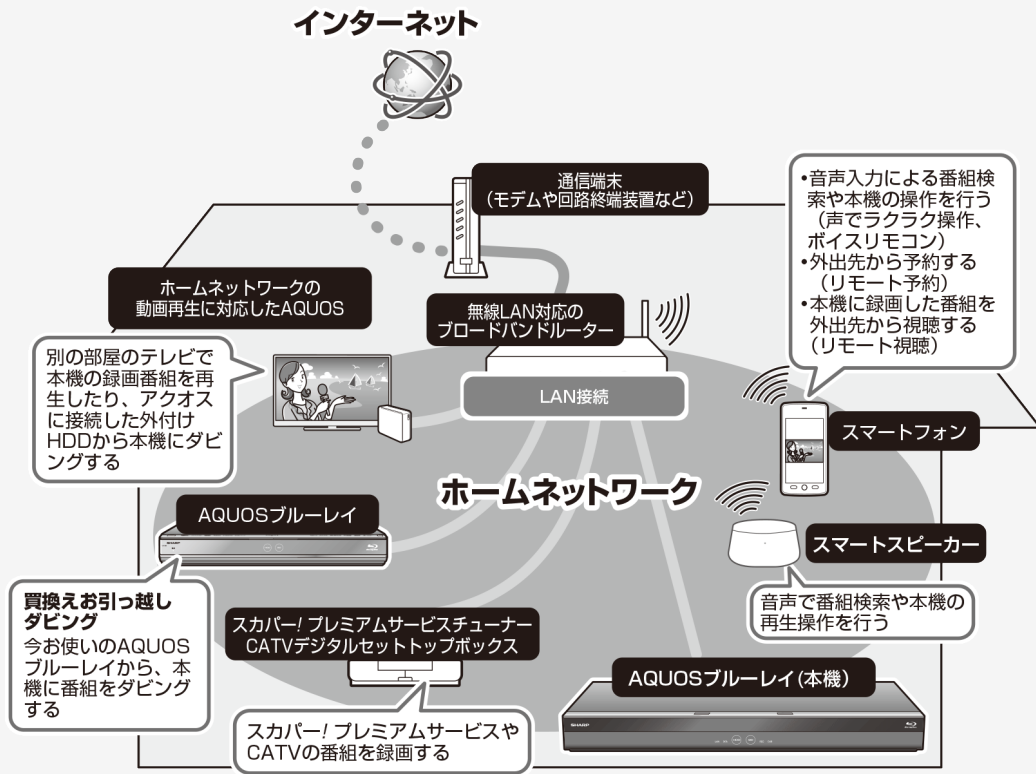 インターネット
通信端末
（モデムや回路終端装置など）
•音声入力による番組検
索や本機の操作を行う
（声でラクラク操作、
ボイスリモコン）
•外出先から予約する
（リモート予約）
•本機に録画した番組を
外出先から視聴する
（リモート視聴）
ホームネットワークの
動画再生に対応したAQUOS
無線LAN対応の
ブロードバンドルーター
別の部屋のテレビで
本機の録画番組を再
生したり、アクオス
に接続した外付け
HDDから本機にダビ
ングする
LAN接続
スマートフォン
ホームネットワーク
AQUOSブルーレイ
SHARP
スマートスピーカー
買換えお引っ越し
ダビング
今お使いのAQUOS
ブルーレイから、本
機に番組をダビング
する
音声で番組検索や本機の
再生操作を行う
スカパー! プレミアムサービスチューナー
CATVデジタルセットトップボックス
AQUOSブルーレイ(本機）
SHARP
スカパー! プレミアムサービスや
CATVの番組を録画する